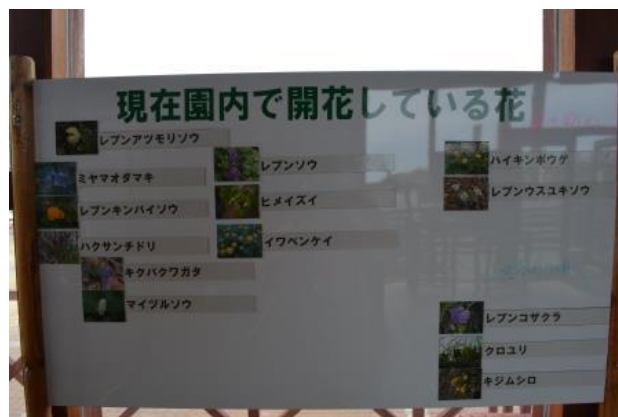 現在園内で開花している花
レブンアツモリソウ
ミヤマオダマキ
レブンキンバイソウ
ハクサンチドリ
キクバクワガタ
マイヅルソウ
レブンソウ
ヒメイズイ
イワベンケイ
ハイキンポウゲ
レブンウスユキソウ
レブンコザクラ
クロユリ
キジムシロ